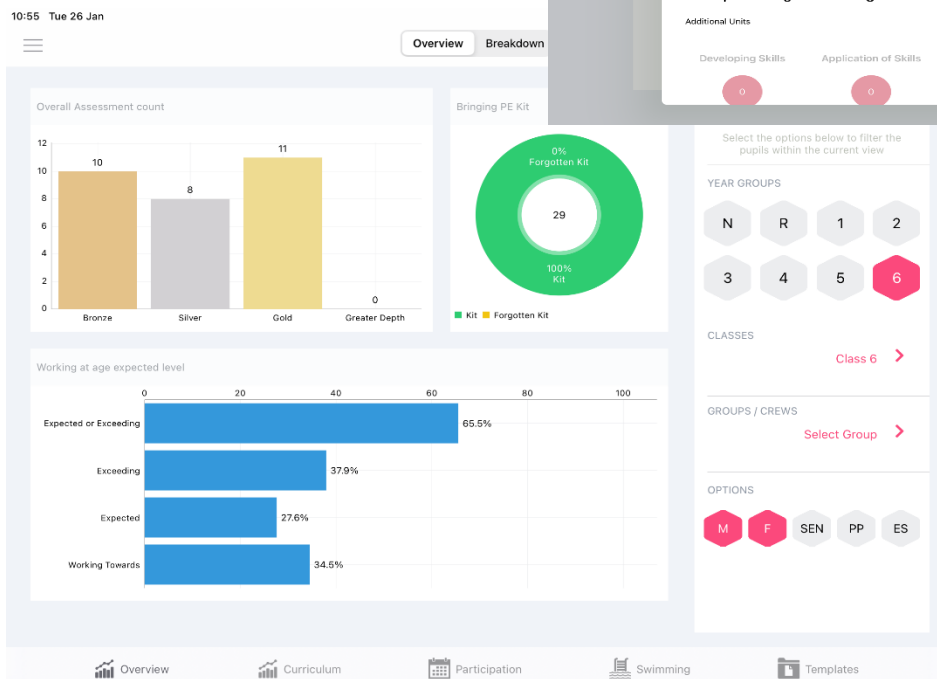 10:55 Tue 26 Jan
Additional Units
Overview Breakdown
Developing Skills Application of Skills
0 0
Overall Assessment count
Bringing PE Kit
12
10
8
6
4
2
0
10
8
11
0
Bronze Silver Gold Greater Depth
0%
Forgotten Kit
29
100%
Kit
Kit Forgotten Kit
Select the options below to filter the
pupils within the current view
YEAR GROUPS
N R 1 2
3 4 5 6
CLASSES
Class 6
GROUPS / CREWS
Select Group
OPTIONS
M F SEN PP ES
Working at age expected level
0 20 40 60 80 100
Expected or Exceeding 65.5%
Exceeding 37.9%
Expected 27.6%
Working Towards 34.5%
Overview Curriculum Participation Swimming Templates